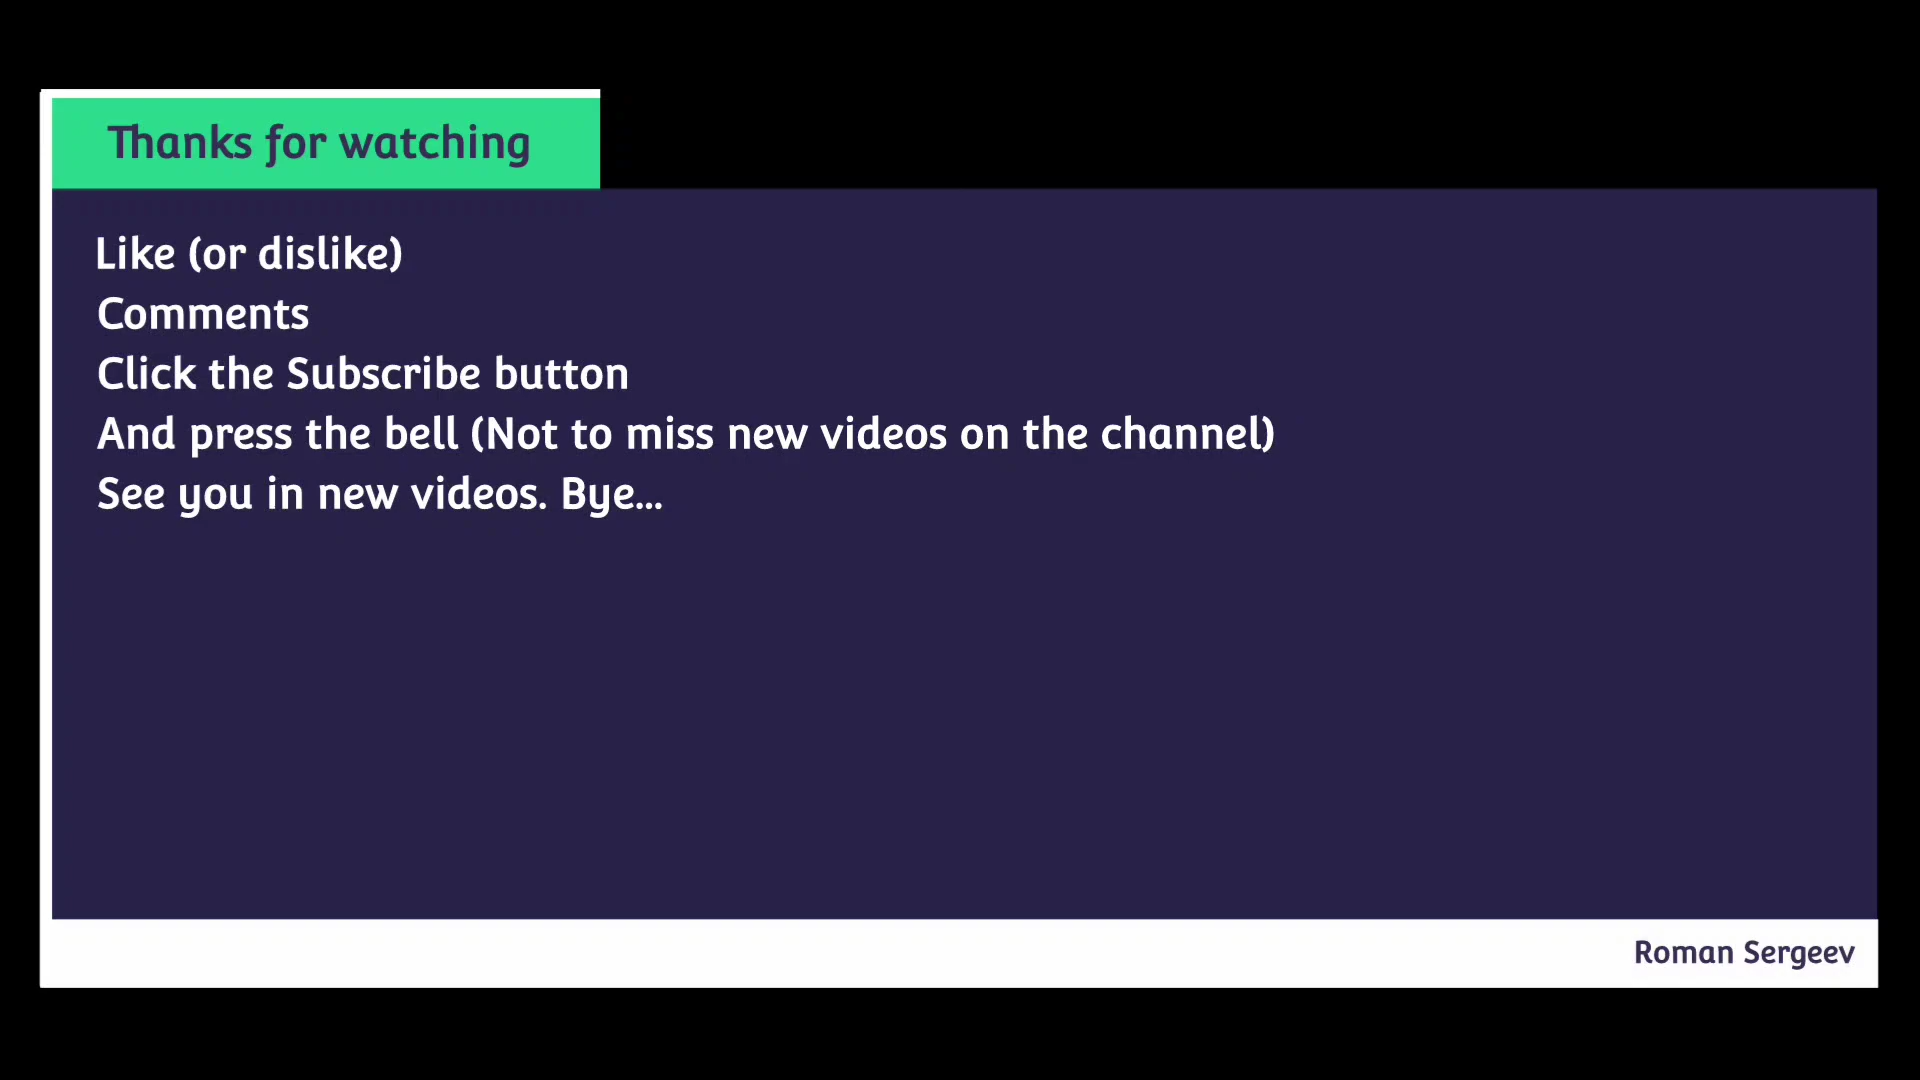 Thanks for watching
Like (or dislike)
Comments
Click the Subscribe button
And press the bell (Not to miss new videos on the channel)
See you in new videos. Bye...
Roman Sergeev